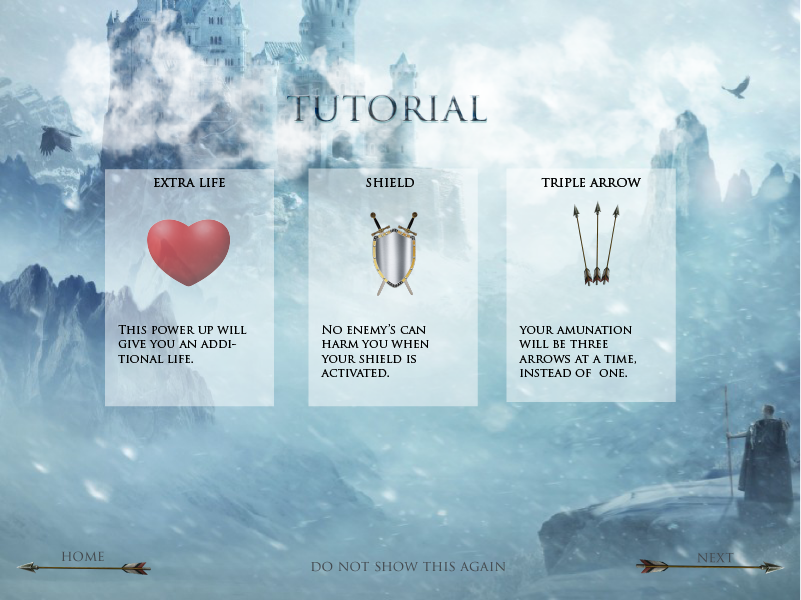 TUTORIAL
EXTRA LIFE
This power up will
give you an addi-
tional life.
SHIELD
No enemy's can
harm you when
your shield is
activated.
TRIPLE ARROW
your amunation
will be three
arrows at a time,
instead of one.
HOME
DO NOT SHOW THIS AGAIN
NEXT